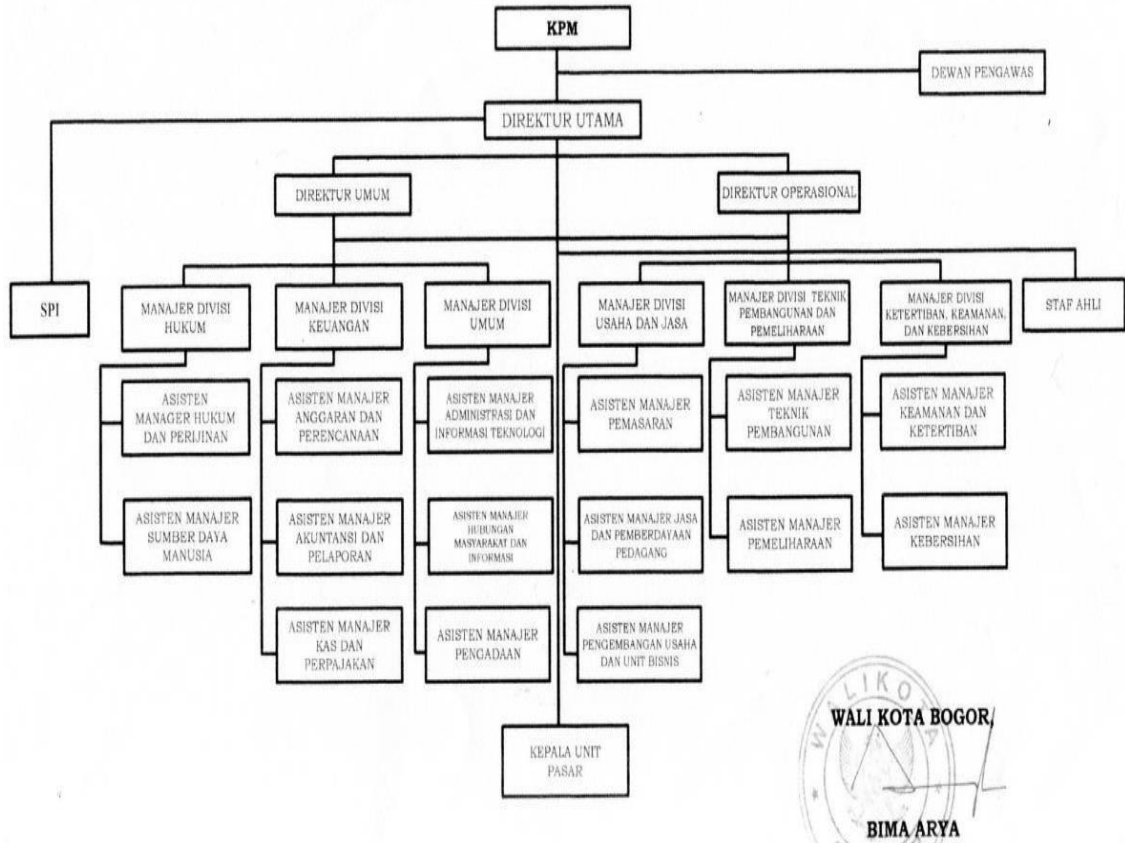 KPM
DEWAN PENGAWAS
DIREKTUR UTAMA
DIREKTUR UMUM
DIREKTUR OPERASIONAL
SPI
MANAJER DIVISI
HUKUM
MANAJER DIVISI
KEUANGAN
MANAJER DIVISI
UMUM
MANAJER DIVISI
USAHA DAN JASA
MANAJER DIVISI TEKNIK
PEMBANGUNAN DAN
PEMELIHARAAN
MANAJER DIVISI
KETERTIBAN, KEAMANAN,
DAN KEBERSIHAN
STAF AHLI
ASISTEN
MANAGER HUKUM
DAN PERIJINAN
ASISTEN MANAJER
ANGGARAN DAN
PERENCANAAN
ASISTEN MANAJER
ADMINISTRASI DAN
INFORMASI TEKNOLOGI
ASISTEN MANAJER
PEMASARAN
ASISTEN MANAJER
TEKNIK
PEMBANGUNAN
ASISTEN MANAJER
KEAMANAN DAN
KETERTIBAN
ASISTEN MANAJER
SUMBER DAYA
MANUSIA
ASISTEN MANAJER
AKUNTANSI DAN
PELAPORAN
ASISTEN MANAJER
HUBUNGAN
MASYARAKAT DAN
INFORMASI
ASISTEN MANAJER JASA
DAN PEMBERDAYAAN
PEDAGANG
ASISTEN MANAJER
PEMELIHARAAN
ASISTEN MANAJER
KEBERSIHAN
ASISTEN MANAJER
KAS DAN
PERPAJAKAN
ASISTEN MANAJER
PENGADAAN
ASISTEN MANAJER
PENGEMBANGAN USAHA
DAN UNIT BISNIS
KEPALA UNIT
PASAR
WALIKOTA
WALI KOTA BOGOR,
BIMA ARYA